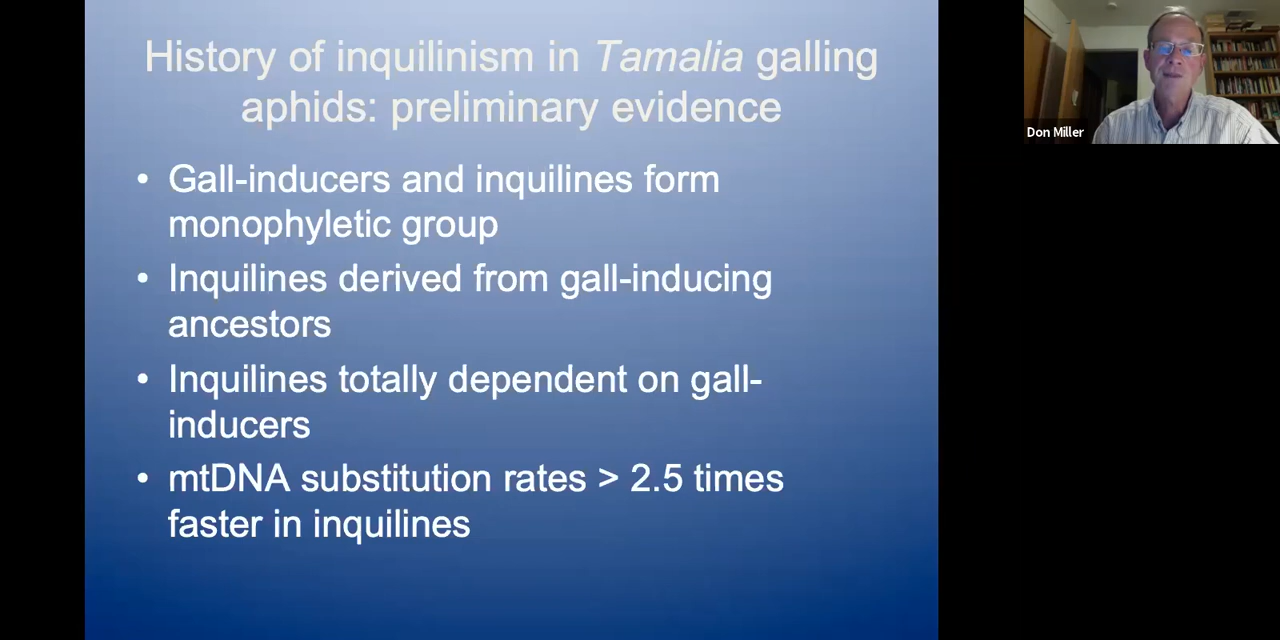 History of inquilinism in Tamalia galling
aphids: preliminary evidence
• Gall-inducers and inquilines form
monophyletic group
• Inquilines derived from gall-inducing
ancestors
• Inquilines totally dependent on gall-
inducers
• mtDNA substitution rates > 2.5 times
faster in inquilines
Don Miller